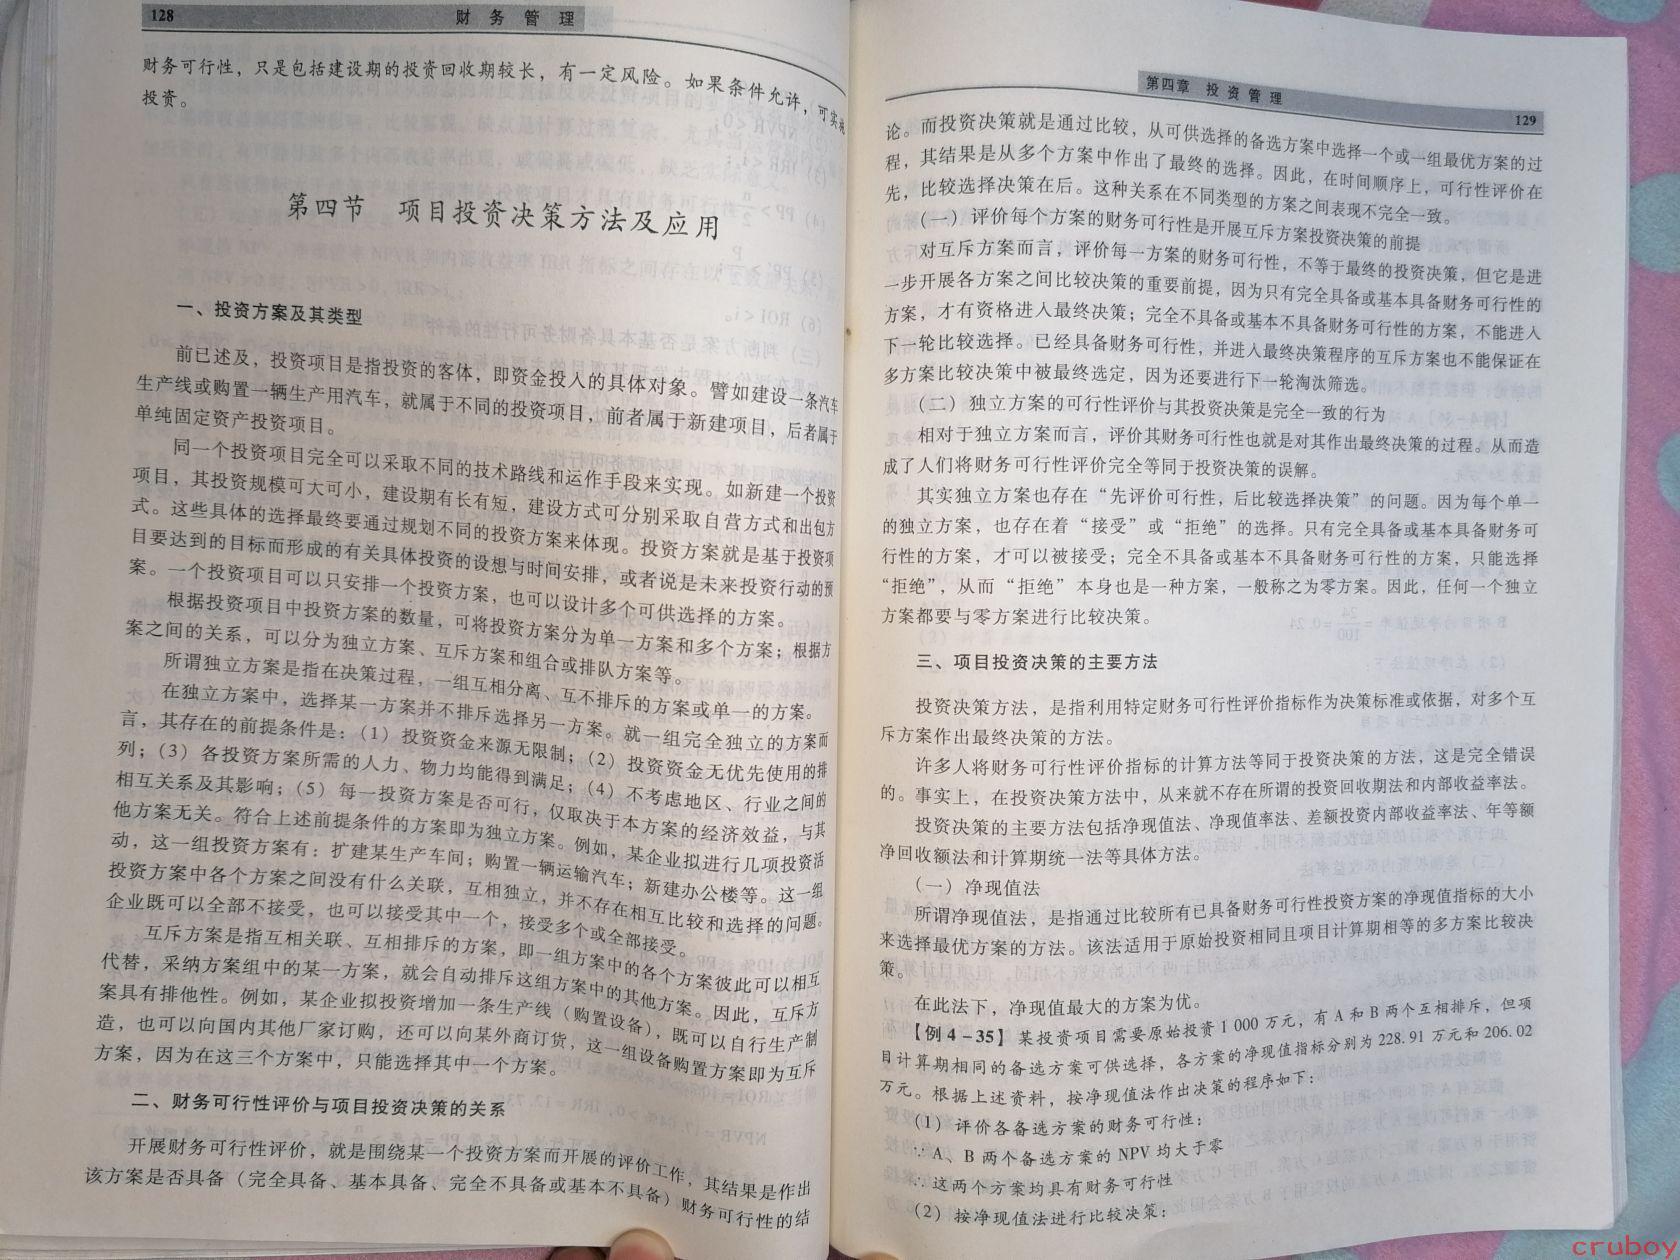 128 财务管理
财务可行性，只是包括建设期的投资回收期较长，有一定风险。如果条件允许，可实施
投资。
第四节 项目投资决策方法及应用
一、投资方案及其类型
前已述及，投资项目是指投资的客体，即资金投入的具体对象。譬如建设一条汽车
生产线或购置一辆生产用汽车，就属于不同的投资项目，前者属于新建项目，后者属于
单纯固定资产投资项目。
同一个投资项目完全可以采取不同的技术路线和运作手段来实现。如新建一个投资
项目，其投资规模可大可小，建设期有长有短，建设方式可分别采取自营方式和出包方
式。这些具体的选择最终要通过规划不同的投资方案来体现。投资方案就是基于投资项
目要达到的目标而形成的有关具体投资的设想与时间安排，或者说是未来投资行动的预
案。一个投资项目可以只安排一个投资方案，也可以设计多个可供选择的方案。
根据投资项目中投资方案的数量，可将投资方案分为单一方案和多个方案；根据方
案之间的关系，可以分为独立方案、互斥方案和组合或排队方案等。
所谓独立方案是指在决策过程，一组互相分离、互不排斥的方案或单一的方案。
在独立方案中，选择某一方案并不排斥选择另一方案。就一组完全独立的方案而
言，其存在的前提条件是：（1）投资资金来源无限制；（2）投资资金无优先使用的排
列；（3）各投资方案所需的人力、物力均能得到满足；（4）不考虑地区、行业之间的
相互关系及其影响；（5）每一投资方案是否可行，仅取决于本方案的经济效益，与其
他方案无关。符合上述前提条件的方案即为独立方案。例如，某企业拟进行几项投资活
动，这一组投资方案有：扩建某生产车间；购置一辆运输汽车；新建办公楼等。这一组
投资方案中各个方案之间没有什么关联，互相独立，并不存在相互比较和选择的问题。
企业既可以全部不接受，也可以接受其中一个，接受多个或全部接受。
互斥方案是指互相关联、互相排斥的方案，即一组方案中的各个方案彼此可以相互
代替，采纳方案组中的某一方案，就会自动排斥这组方案中的其他方案。因此，互斥方
案具有排他性。例如，某企业拟投资增加一条生产线（购置设备），既可以自行生产制
造，也可以向国内其他厂家订购，还可以向某外商订货，这一组设备购置方案即为互斥
方案，因为在这三个方案中，只能选择其中一个方案。
二、财务可行性评价与项目投资决策的关系
开展财务可行性评价，就是围绕某一个投资方案而开展的评价工作，其结果是作出
该方案是否具备（完全具备、基本具备、完全不具备或基本不具备）财务可行性的结
第四章 投资管理 129
论。而投资决策就是通过比较，从可供选择的备选方案中选择一个或一组最优方案的过
程，其结果是从多个方案中作出了最终的选择。因此，在时间顺序上，可行性评价在
先，比较选择决策在后。这种关系在不同类型的方案之间表现不完全一致。
（一）评价每个方案的财务可行性是开展互斥方案投资决策的前提
对互斥方案而言，评价每一方案的财务可行性，不等于最终的投资决策，但它是进
一步开展各方案之间比较决策的重要前提，因为只有完全具备或基本具备财务可行性的
方案，才有资格进入最终决策；完全不具备或基本不具备财务可行性的方案，不能进入
下一轮比较选择。已经具备财务可行性，并进入最终决策程序的互斥方案也不能保证在
多方案比较决策中被最终选定，因为还要进行下一轮淘汰筛选。
（二）独立方案的可行性评价与其投资决策是完全一致的行为
相对于独立方案而言，评价其财务可行性也就是对其作出最终决策的过程。从而造
成了人们将财务可行性评价完全等同于投资决策的误解。
其实独立方案也存在“先评价可行性，后比较选择决策”的问题。因为每个单一
的独立方案，也存在着“接受”或“拒绝”的选择。只有完全具备或基本具备财务可
行性的方案，才可以被接受；完全不具备或基本不具备财务可行性的方案，只能选择
“拒绝”，从而“拒绝”本身也是一种方案，一般称之为零方案。因此，任何一个独立
方案都要与零方案进行比较决策。
三、项目投资决策的主要方法
投资决策方法，是指利用特定财务可行性评价指标作为决策标准或依据，对多个互
斥方案作出最终决策的方法。
许多人将财务可行性评价指标的计算方法等同于投资决策的方法，这是完全错误
的。事实上，在投资决策方法中，从来就不存在所谓的投资回收期法和内部收益率法。
投资决策的主要方法包括净现值法、净现值率法、差额投资内部收益率法、年等额
净回收额法和计算期统一法等具体方法。
（一）净现值法
所谓净现值法，是指通过比较所有已具备财务可行性投资方案的净现值指标的大小
来选择最优方案的方法。该法适用于原始投资相同且项目计算期相等的多方案比较决
策。
在此法下，净现值最大的方案为优。
【例4－35】某投资项目需要原始投资1 000万元，有A和B两个互相排斥，但项
目计算期相同的备选方案可供选择，各方案的净现值指标分别为228.91万元和206.02
万元。根据上述资料，按净现值法作出决策的程序如下：
（1）评价各备选方案的财务可行性：
∵A、B两个备选方案的NPV均大于零
∴这两个方案均具有财务可行性
（2）按净现值法进行比较决策：
cruboy